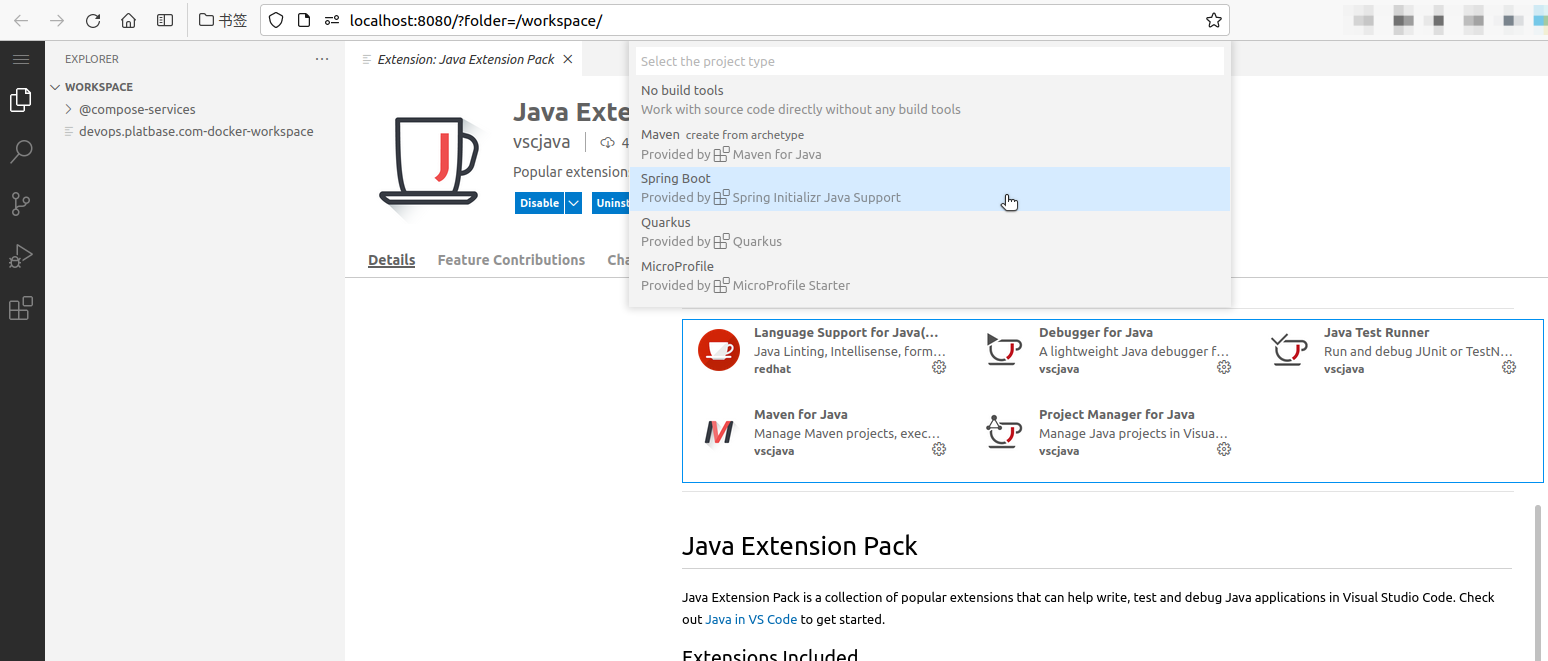 书签
localhost:8080/?folder=/workspace/
EXPLORER
WORKSPACE
@compose-services
devops.platbase.com-docker-workspace
Extension: Java Extension Pack
Java Exte
vscjava
4
Popular extension
Disable
Uninst
Details
Feature Contributions
Cha
Select the project type
No build tools
Work with source code directly without any build tools
Maven create from archetype
Provided by Maven for Java
Spring Boot
Provided by Spring Initializr Java Support
Quarkus
Provided by Quarkus
MicroProfile
Provided by MicroProfile Starter
Language Support for Java(...
Java Linting, Intellisense, form...
redhat
Debugger for Java
A lightweight Java debugger f...
vscjava
Java Test Runner
Run and debug JUnit or TestN...
vscjava
Maven for Java
Manage Maven projects, exec...
vscjava
Project Manager for Java
Manage Java projects in Visua...
vscjava
Java Extension Pack
Java Extension Pack is a collection of popular extensions that can help write, test and debug Java applications in Visual Studio Code. Check
out Java in VS Code to get started.
Extensions Included